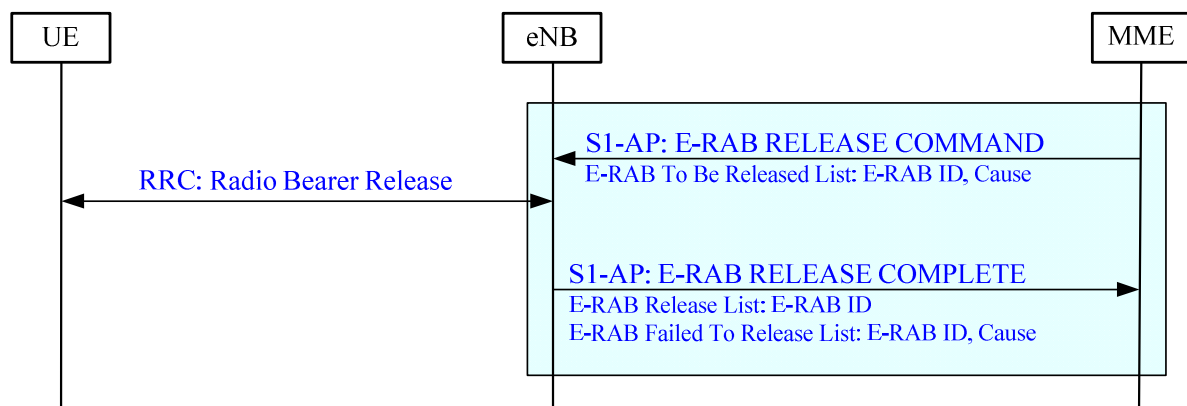 UE
eNB
MME
S1-AP: E-RAB RELEASE COMMAND
E-RAB To Be Released List: E-RAB ID, Cause
RRC: Radio Bearer Release
S1-AP: E-RAB RELEASE COMPLETE
E-RAB Release List: E-RAB ID
E-RAB Failed To Release List: E-RAB ID, Cause